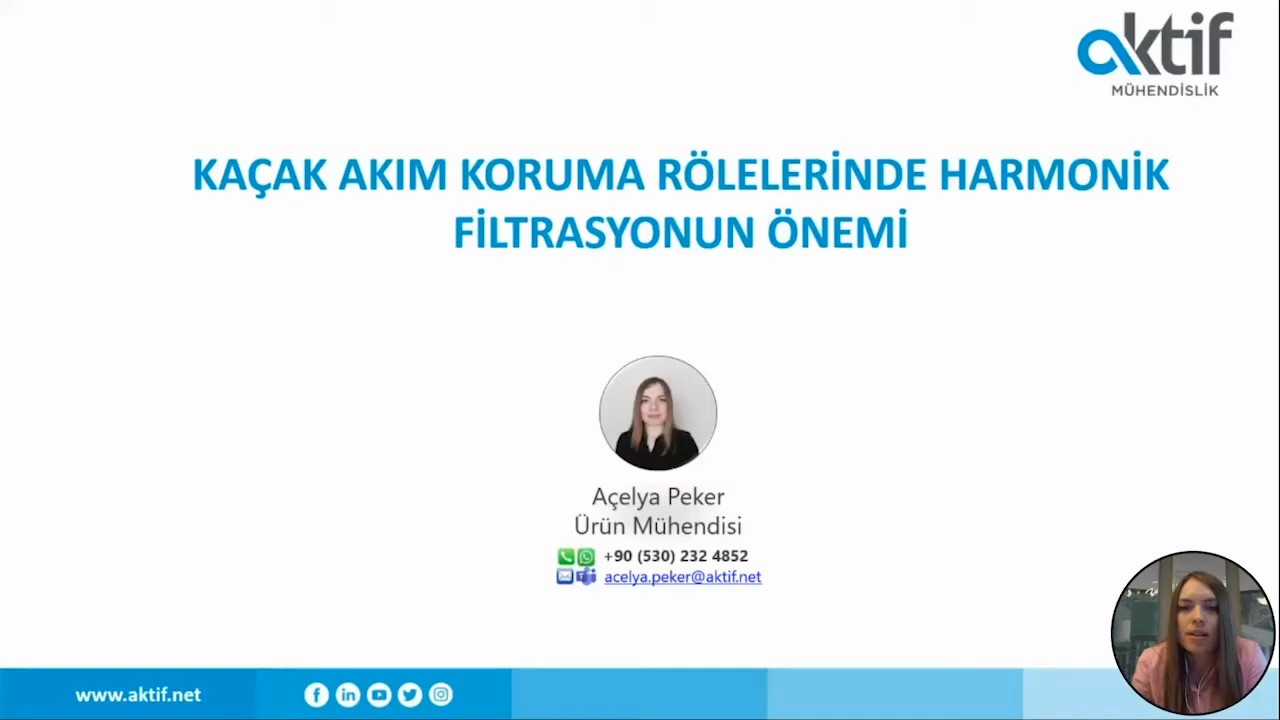 aktif
MÜHENDİSLİK
KAÇAK AKIM KORUMA RÖLELERİNDE HARMONİK
FİLTRASYONUN ÖNEMİ
Açelya Peker
Ürün Mühendisi
+90 (530) 232 4852
acelya.peker@aktif.net
www.aktif.net